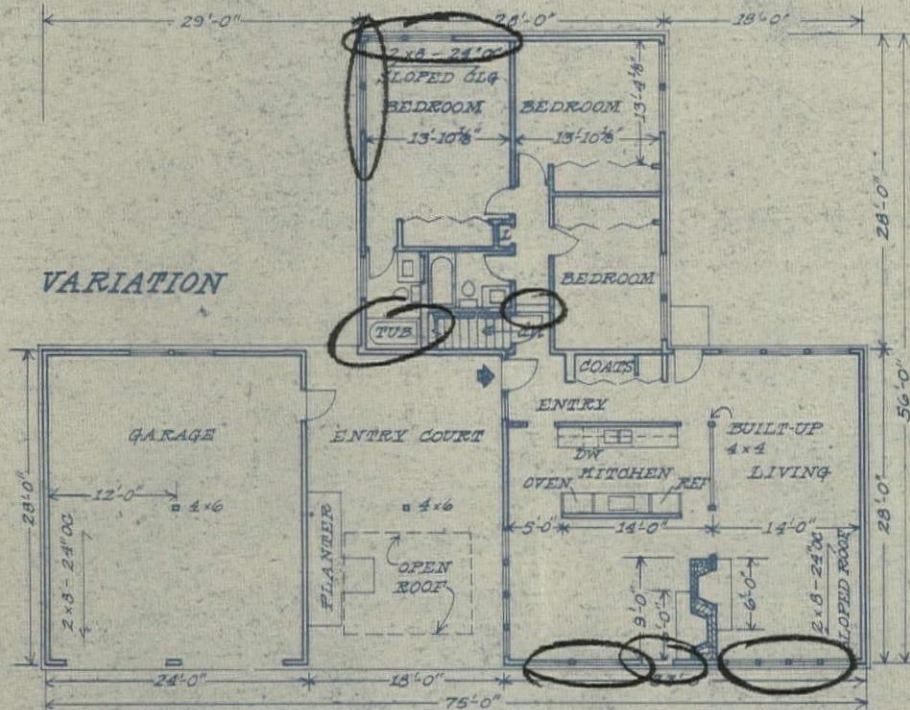 29'-0" 28'-0" 18'-0"
2x8-24"OC
SLOPED CLG
BEDROOM
13'-10⅞"
BEDROOM
13'-10⅞"
13'-4⅞"
28'-0"
L
BEDROOM
VARIATION
TUB
COATS
56'-0"
ENTRY
GARAGE
ENTRY COURT
BUILT-UP
4x4
DW
KITCHEN
LIVING
OVEN
REF
12'-0"
4x6
4x6
28'-0"
5'-0" 14'-0" 14'-0"
28'-0"
PLANTER
OPEN
ROOF
2x8-24"OC
9'-0"
6'-0"
2x8-24"OC
SLOPED ROOF
24'-0" 18'-0"
75'-0"